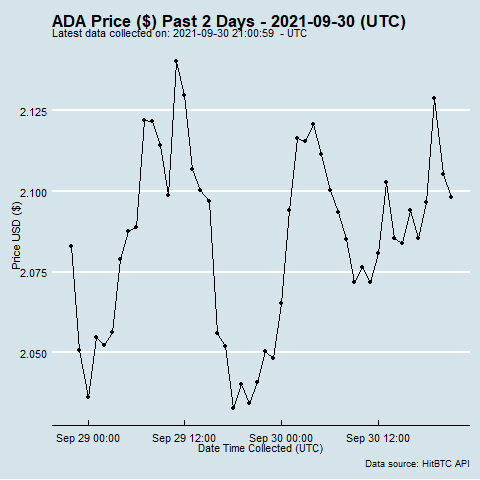 ADA Price ($) Past 2 Days - 2021-09-30 (UTC)
Latest data collected on: 2021-09-30 21:00:59 - UTC
2.125
2.100
2.075
2.050
Price USD ($)
Sep 29 00:00 Sep 29 12:00 Sep 30 00:00 Sep 30 12:00
Date Time Collected (UTC)
Data source: HitBTC API